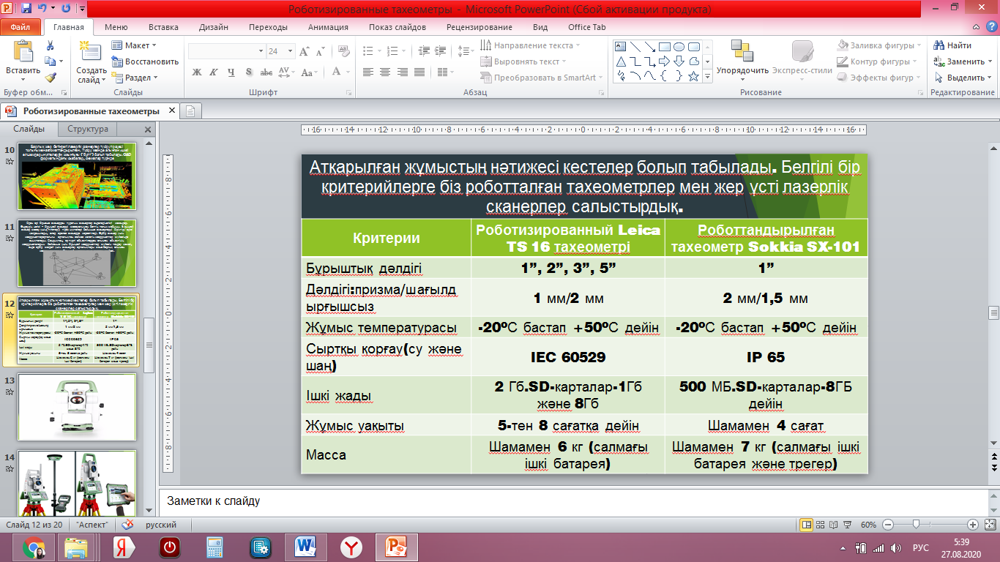 Роботизированные тахеометры - Microsoft PowerPoint (Сбой активации продукта)
Файл Главная Меню Вставка Дизайн Переходы Анимация Показ слайдов Рецензирование Вид Office Tab
Вставить
Буфер обм...
Создать слайд
Макет
Восстановить
Раздел
Слайды
24
Ж К Ч S abc AV Aa А
Шрифт
Направление текста
Выровнять текст
Преобразовать в SmartArt
Абзац
Упорядочить
Экспресс-стили
Заливка фигуры
Контур фигуры
Эффекты фигур
Рисование
Найти
Заменить
Выделить
Редактирование
Роботизированные тахеометры
Слайды Структура
10
11
12
13
14
Атқарылған жұмыстың нәтижесі кестелер болып табылады. Белгілі бір
критерийлерге біз роботталған тахеометрлер мен жер үсті лазерлік
сканерлер салыстырдық.
Критерии
Роботизированный Leica
TS 16 тахеометрі
Роботтандырылған
тахеометр Sokkia SX-101
Бұрыштық дәлдігі
1”, 2”, 3”, 5”
1”
Дәлдігі:призма/шағылд
ырғышсыз
1 мм/2 мм
2 мм/1,5 мм
Жұмыс температурасы
-20ºС бастап +50ºС дейін
-20ºС бастап +50ºС дейін
Сыртқы қорғау(су және
шаң)
IEC 60529
IP 65
Ішкі жады
2 Гб.SD-карталар-1Гб
және 8Гб
500 МБ.SD-карталар-8ГБ
дейін
Жұмыс уақыты
5-тен 8 сағатқа дейін
Шамамен 4 сағат
Масса
Шамамен 6 кг (салмағы
ішкі батарея)
Шамамен 7 кг (салмағы ішкі
батарея және трегер)
Заметки к слайду
Слайд 12 из 20 "Аспект" русский 60%
РУС
5:39
27.08.2020